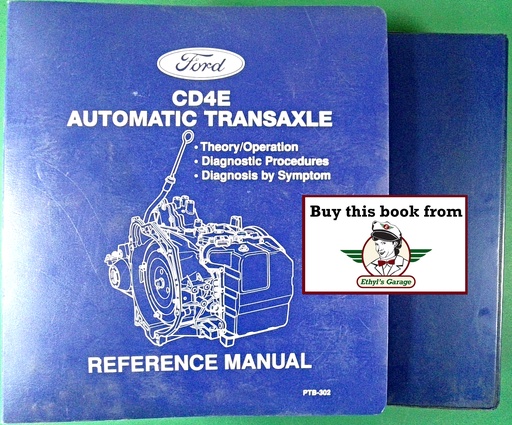 Ford
CD4E
AUTOMATIC TRANSAXLE
• Theory/Operation
• Diagnostic Procedures
• Diagnosis by Symptom
Buy this book from
Ethyl's Garage
REFERENCE MANUAL
PTB-302